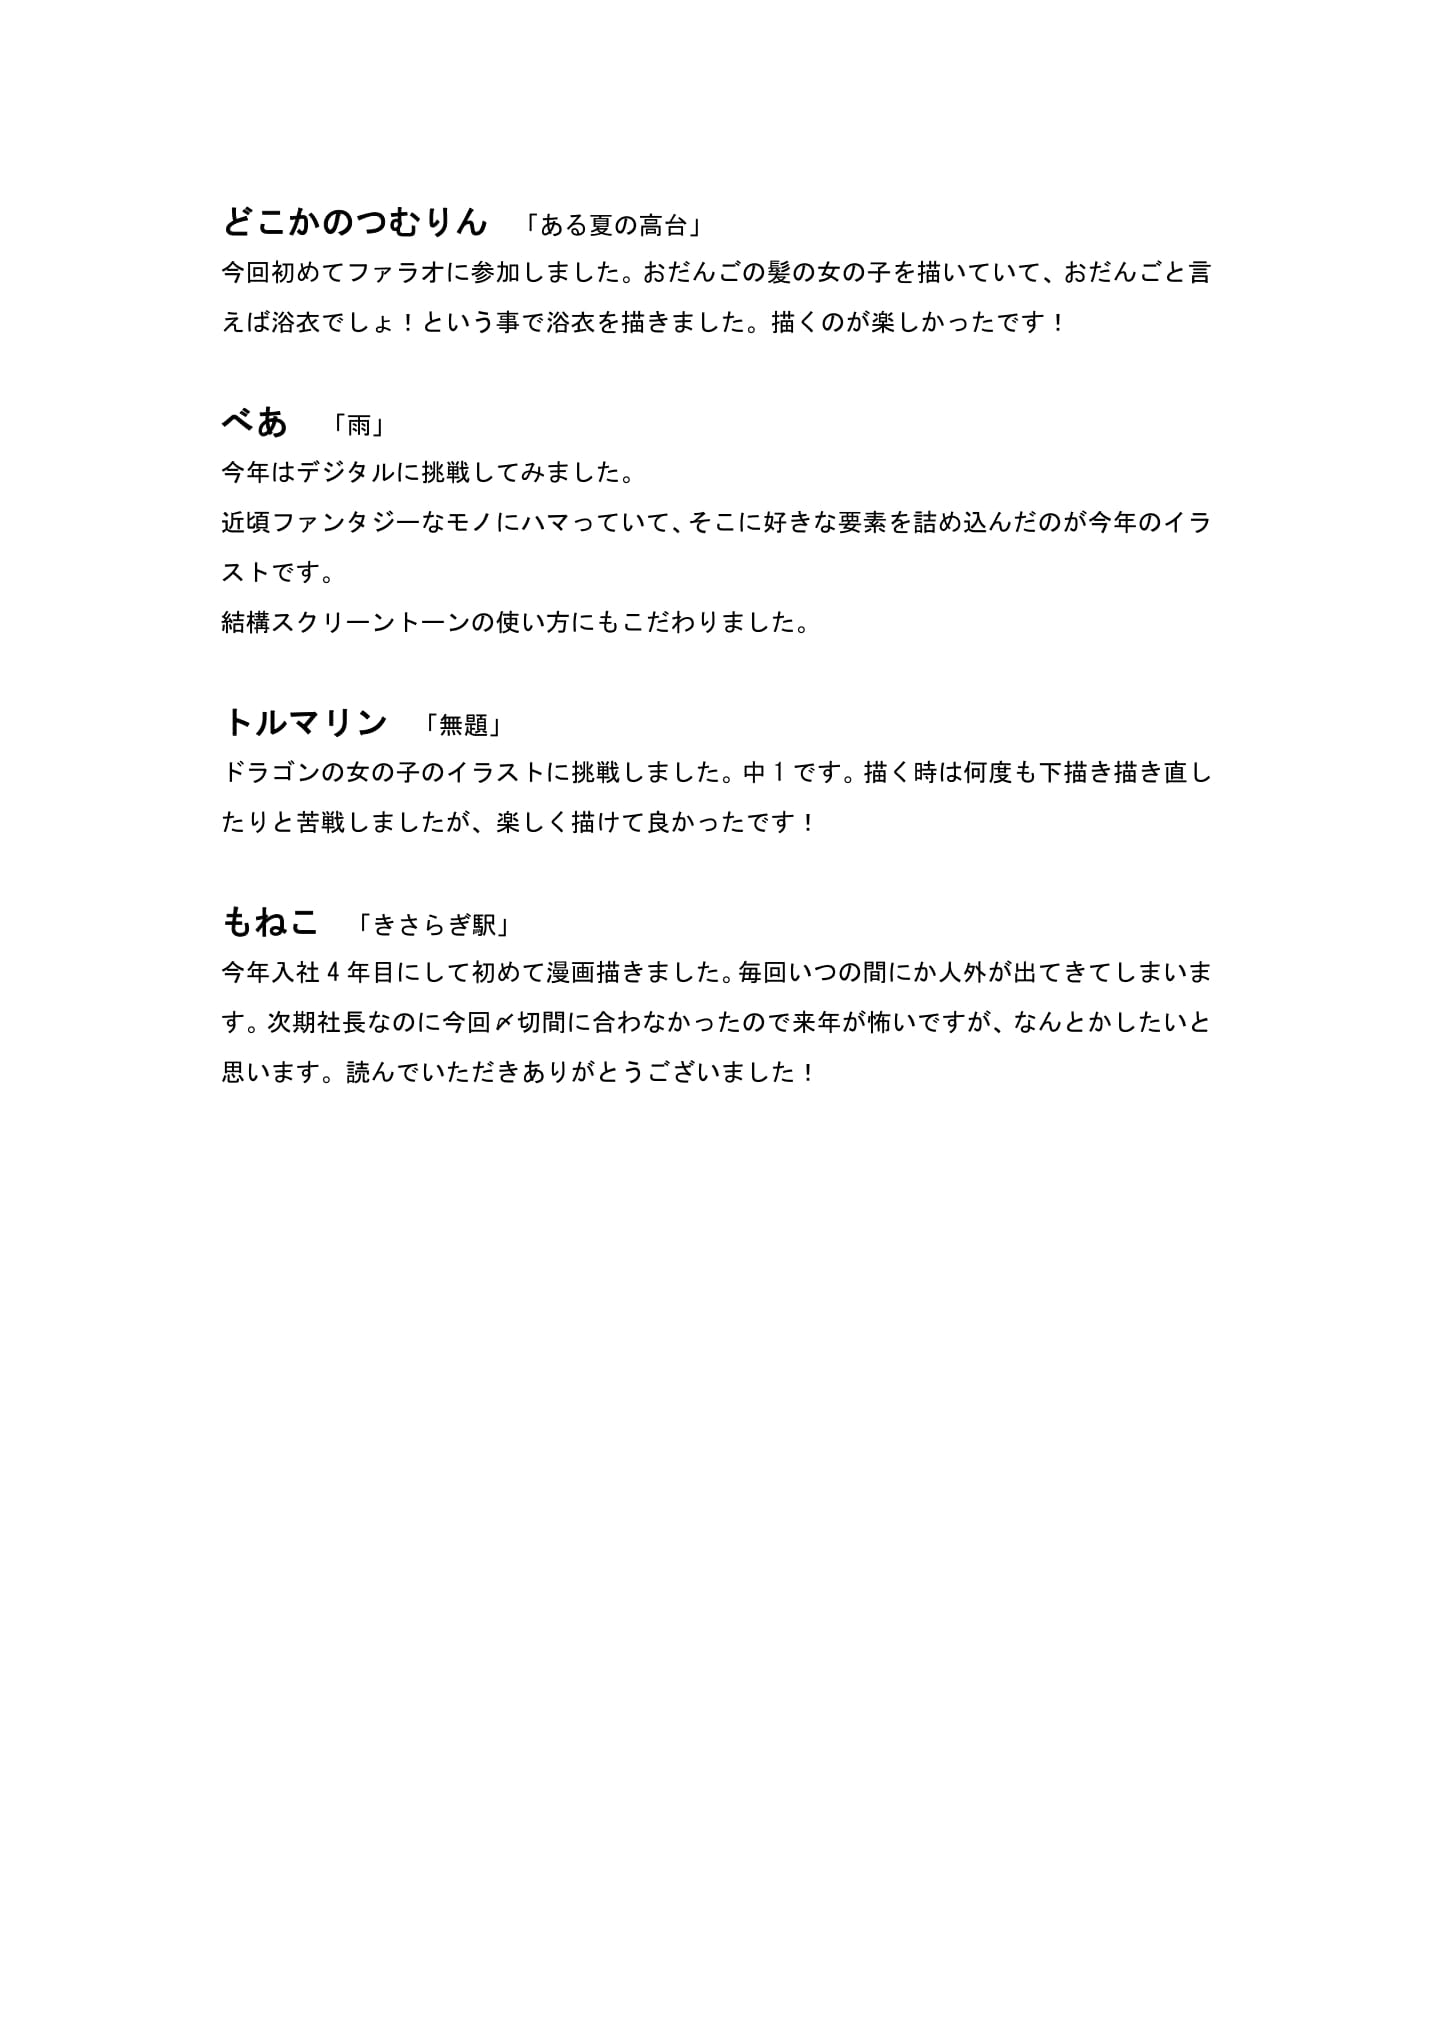 どこかのつむりん 「ある夏の高台」
今回初めてファラオに参加しました。おだんごの髪の女の子を描いていて、おだんごと言
えば浴衣でしょ！という事で浴衣を描きました。描くのが楽しかったです！
べあ 「雨」
今年はデジタルに挑戦してみました。
近頃ファンタジーなモノにハマっていて、そこに好きな要素を詰め込んだのが今年のイラ
ストです。
結構スクリーントーンの使い方にもこだわりました。
トルマリン 「無題」
ドラゴンの女の子のイラストに挑戦しました。中1です。描く時は何度も下描き描き直し
たりと苦戦しましたが、楽しく描けて良かったです！
もねこ 「きさらぎ駅」
今年入社4年目にして初めて漫画描きました。毎回いつの間にか人外が出てきてしまいま
す。次期社長なのに今回〆切間に合わなかったので来年が怖いですが、なんとかしたいと
思います。読んでいただきありがとうございました！